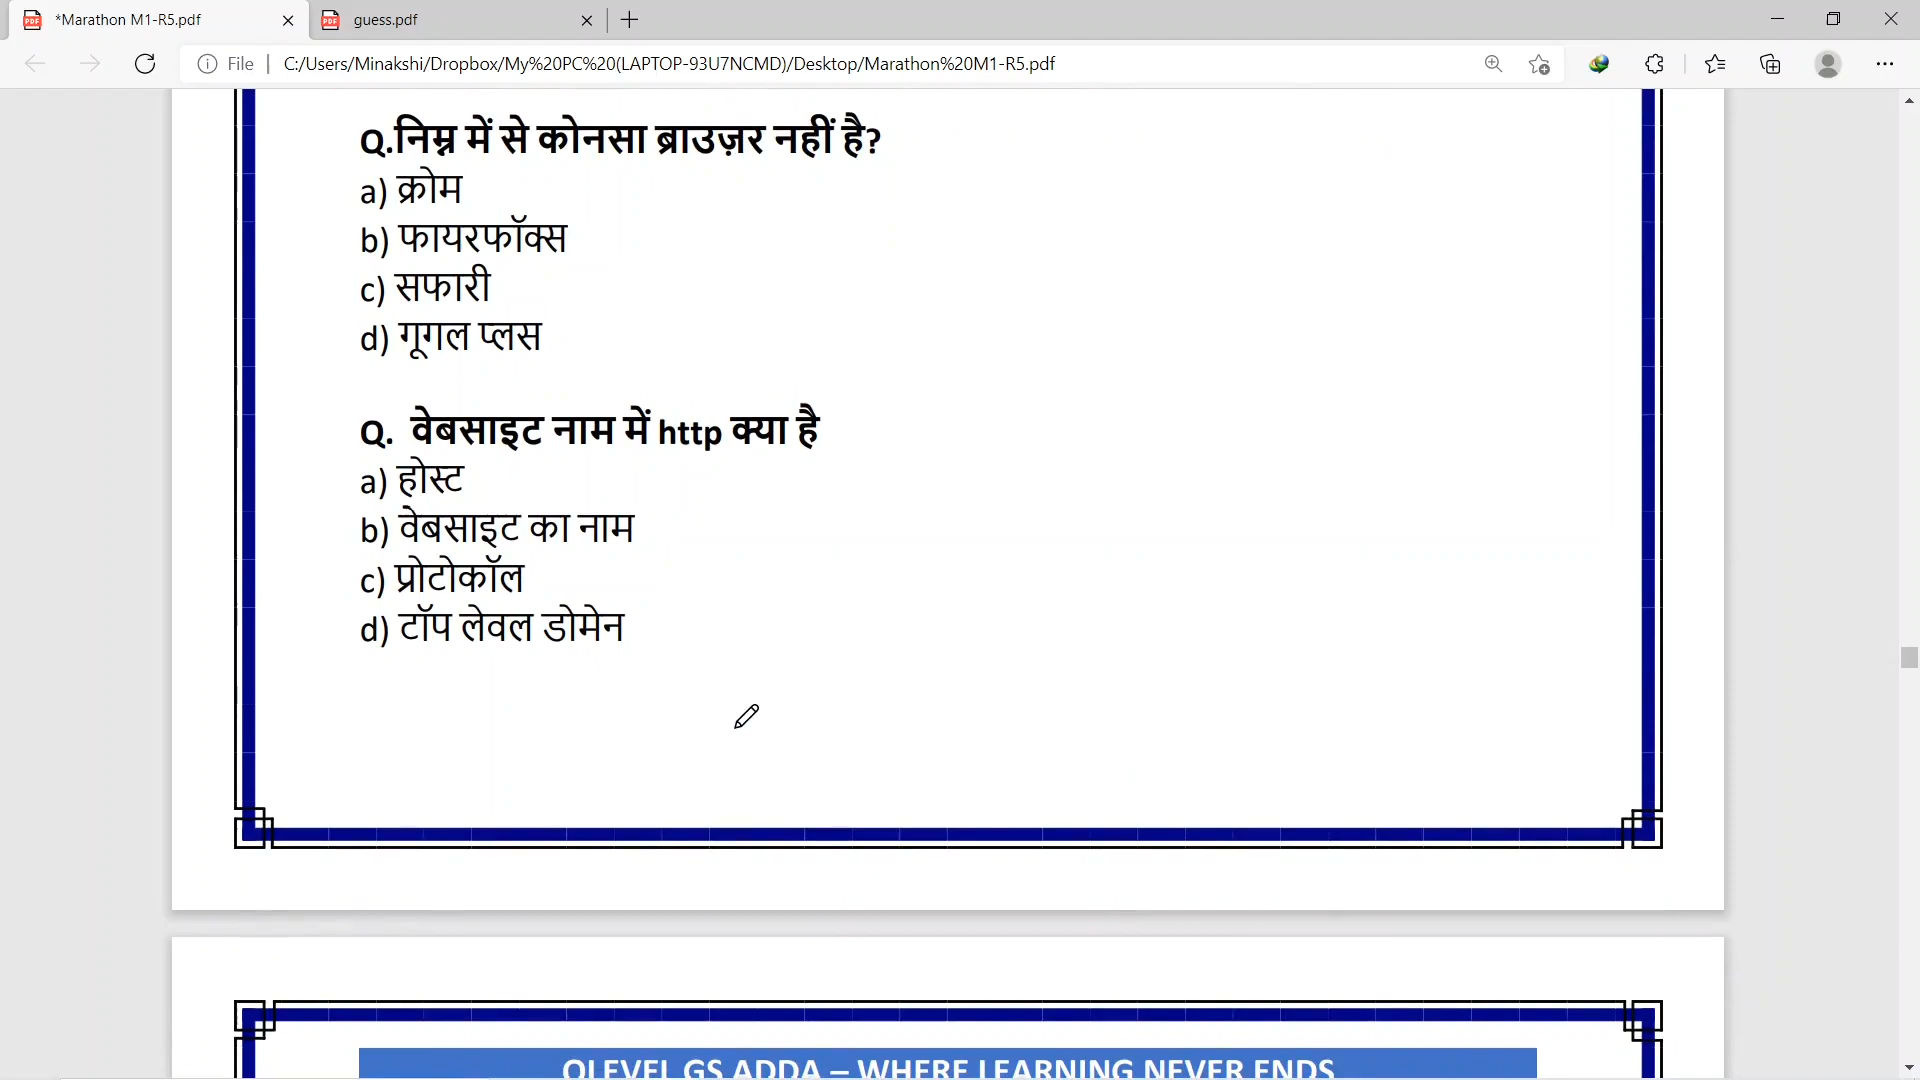 *Marathon M1-R5.pdf
guess.pdf
File
C:/Users/Minakshi/Dropbox/My%20PC%20(LAPTOP-93U7NCMD)/Desktop/Marathon%20M1-R5.pdf
Q.निम्न में से कोनसा ब्राउज़र नहीं है?
a) क्रोम
b) फायरफॉक्स
c) सफारी
d) गूगल प्लस
Q. वेबसाइट नाम में http क्या है
a) होस्ट
b) वेबसाइट का नाम
c) प्रोटोकॉल
d) टॉप लेवल डोमेन
OLEVEL GS ADDA – WHERE LEARNING NEVER ENDS